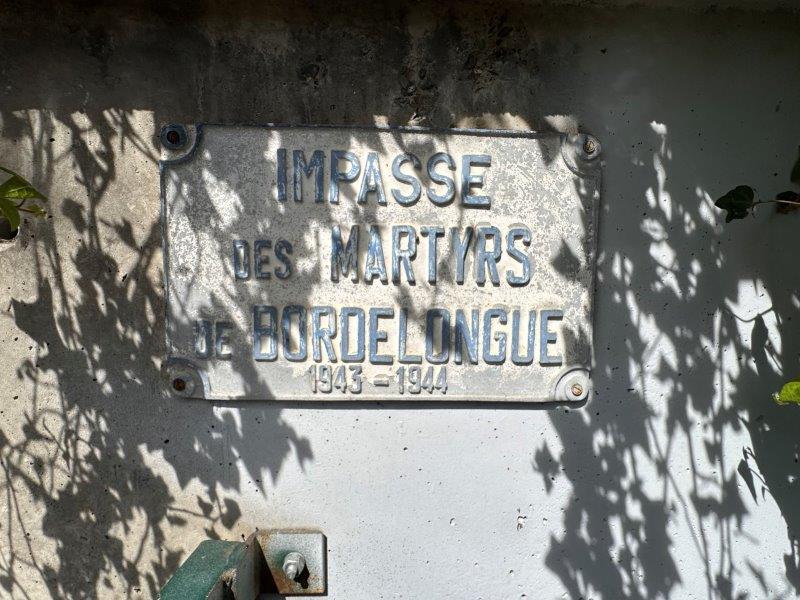 IMPASSE
DES MARTYRS
DE BORDELONGUE
1943 - 1944